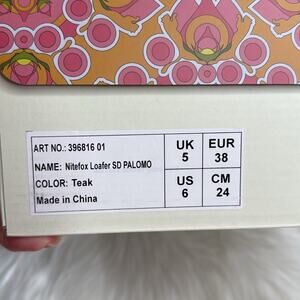 ART NO.: 396816 01
NAME: Nitefox Loafer SD PALOMO
COLOR: Teak
Made in China
UK EUR
5 38
US CM
6 24